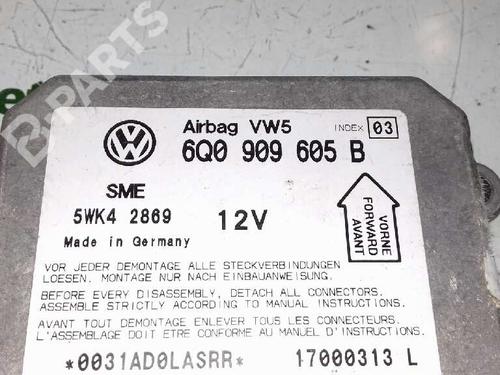 B-PARTS
Airbag VW5 INDEX 03
6Q0 909 605 B
SME
5WK4 2869 12V
Made in Germany
VORNE
FORWARD
AVANT
VOR JEDER DEMONTAGE ALLE STECKVERBINDUNGEN
LOESEN. MONTAGE NUR NACH EINBAUANWEISUNG.
BEFORE EVERY DISASSEMBLY, DETACH ALL CONNECTORS.
ASSEMBLE STRICTLY ACCORDING TO MANUAL INSTRUCTIONS.
AVANT TOUT DEMONTAGE ENLEVER TOUS LES CONNECTEURS.
L'ASSEMBLAGE DOIT ETRE CONFORME AU MANUEL D'INSTRUCTIONS.
*0031AD0LASRR* 17000313 L